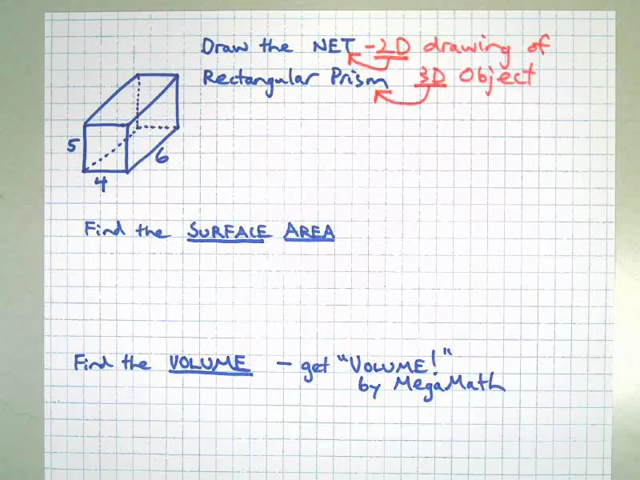 Draw the NET - 2D drawing of
Rectangular Prism 3D Object
5
6
4
Find the SURFACE AREA
Find the VOLUME - get "VOLUME!"
by MegaMath